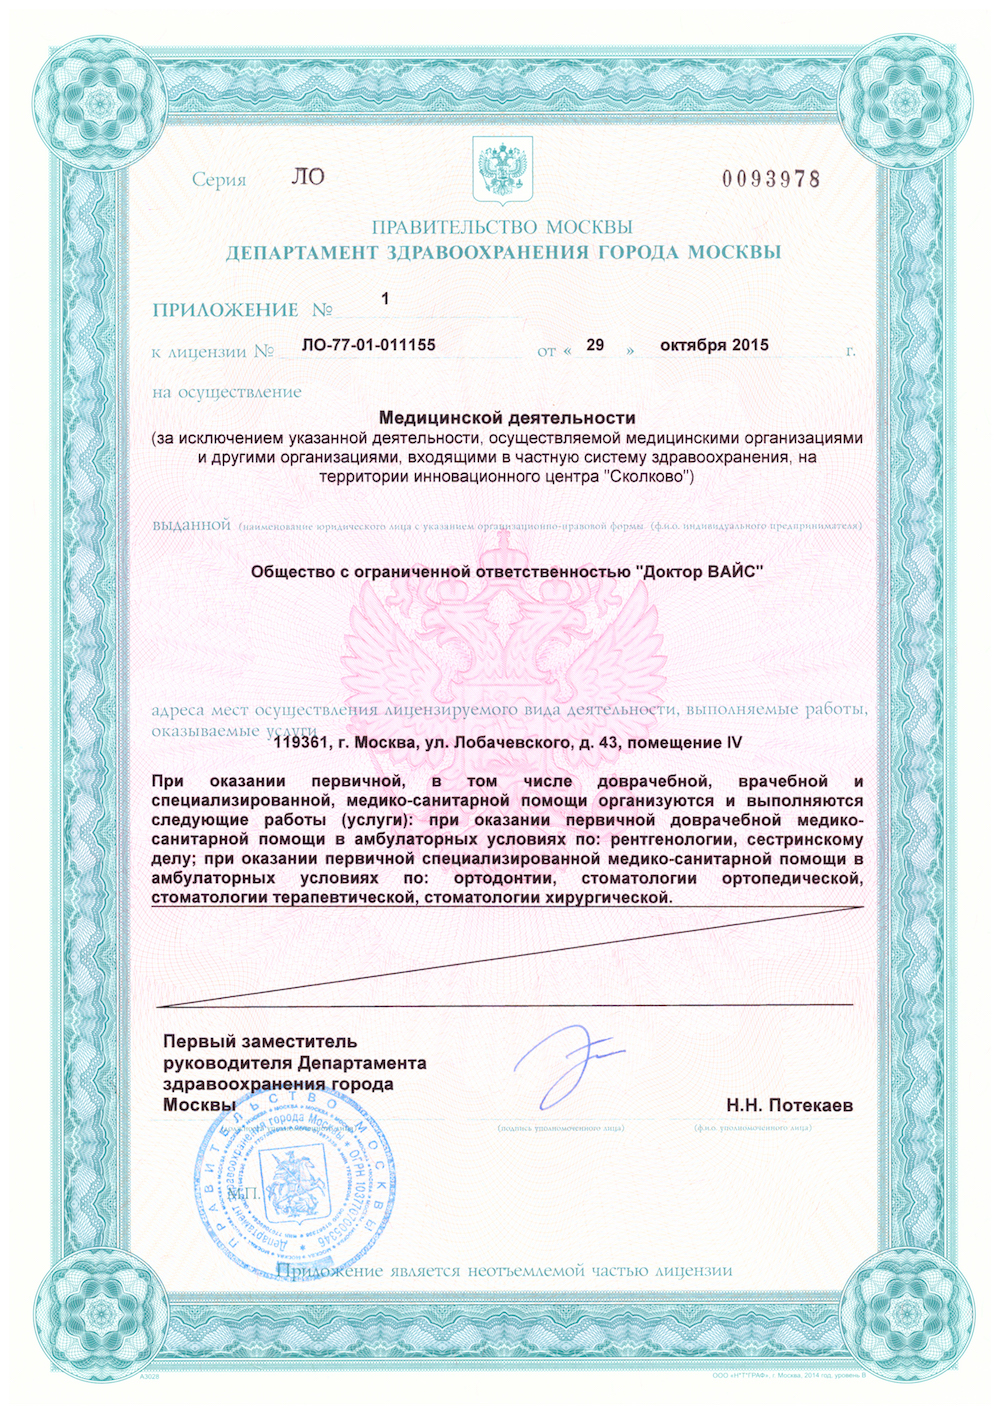 Серия ЛО 0093978
ПРАВИТЕЛЬСТВО МОСКВЫ
ДЕПАРТАМЕНТ ЗДРАВООХРАНЕНИЯ ГОРОДА МОСКВЫ
ПРИЛОЖЕНИЕ № 1
к лицензии № ЛО-77-01-011155 от « 29 » октября 2015 г.
на осуществление
Медицинской деятельности
(за исключением указанной деятельности, осуществляемой медицинскими организациями
и другими организациями, входящими в частную систему здравоохранения, на
территории инновационного центра "Сколково")
выданной (наименование юридического лица с указанием организационно-правовой формы (ф.и.о. индивидуального предпринимателя)
Общество с ограниченной ответственностью "Доктор ВАЙС"
адреса мест осуществления лицензируемого вида деятельности, выполняемые работы,
оказываемые услуги
119361, г. Москва, ул. Лобачевского, д. 43, помещение IV
При оказании первичной, в том числе доврачебной, врачебной и
специализированной, медико-санитарной помощи организуются и выполняются
следующие работы (услуги): при оказании первичной доврачебной медико-
санитарной помощи в амбулаторных условиях по: рентгенологии, сестринскому
делу; при оказании первичной специализированной медико-санитарной помощи в
амбулаторных условиях по: ортодонтии, стоматологии ортопедической,
стоматологии терапевтической, стоматологии хирургической.
Первый заместитель
руководителя Департамента
здравоохранения города
Москвы
Н.Н. Потекаев
(подпись уполномоченного лица) (ф.и.о. уполномоченного лица)
ПРАВИТЕЛЬСТВО МОСКВЫ
Департамент здравоохранения города Москвы * ОГРН 1037707005346
М.П.
Приложение является неотъемлемой частью лицензии
А3028
ООО «Н*Т*ГРАФ», г. Москва, 2014 год, уровень В